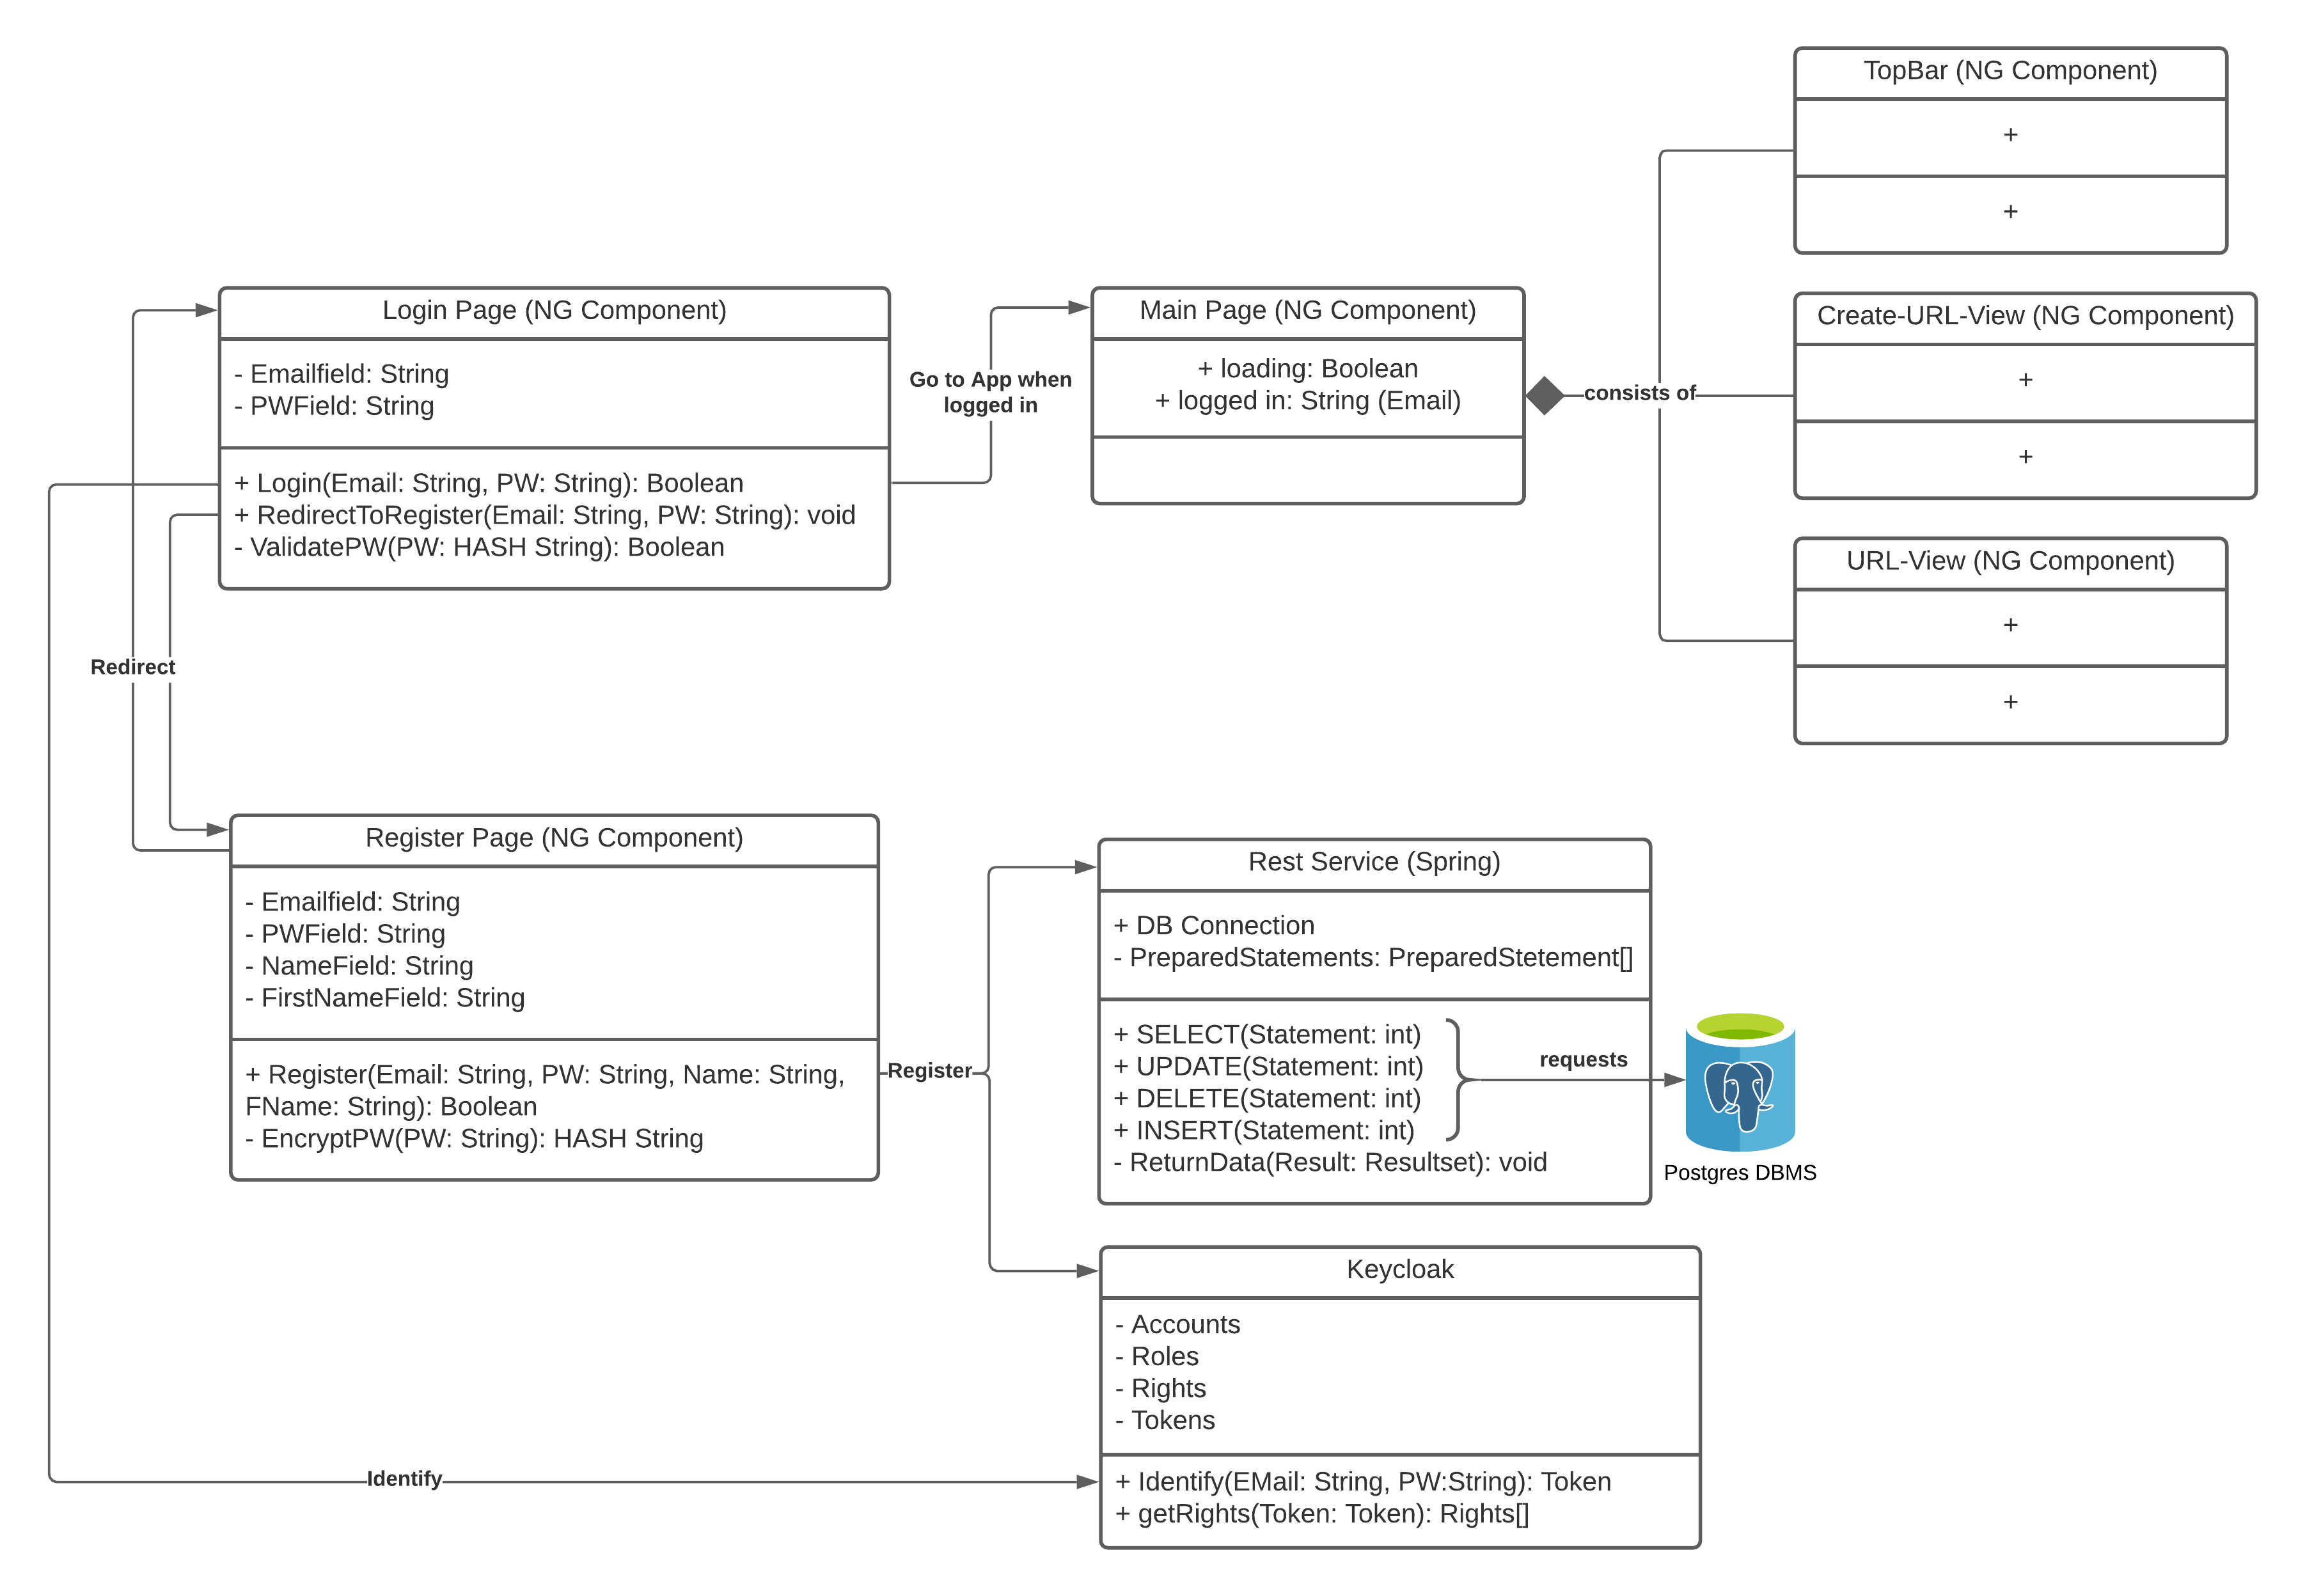 TopBar (NG Component)
+
+
Login Page (NG Component)
- Emailfield: String
- PWField: String
+ Login(Email: String, PW: String): Boolean
+ RedirectToRegister(Email: String, PW: String): void
- ValidatePW(PW: HASH String): Boolean
Go to App when
logged in
Main Page (NG Component)
+ loading: Boolean
+ logged in: String (Email)
consists of
Create-URL-View (NG Component)
+
+
URL-View (NG Component)
+
+
Redirect
Register Page (NG Component)
- Emailfield: String
- PWField: String
- NameField: String
- FirstNameField: String
+ Register(Email: String, PW: String, Name: String,
FName: String): Boolean
- EncryptPW(PW: String): HASH String
Register
Rest Service (Spring)
+ DB Connection
- PreparedStatements: PreparedStetement[]
+ SELECT(Statement: int)
+ UPDATE(Statement: int)
+ DELETE(Statement: int)
+ INSERT(Statement: int)
- ReturnData(Result: Resultset): void
requests
Postgres DBMS
Keycloak
- Accounts
- Roles
- Rights
- Tokens
+ Identify(EMail: String, PW:String): Token
+ getRights(Token: Token): Rights[]
Identify